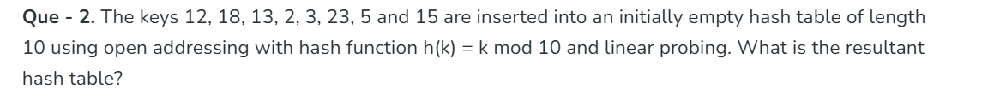 Que - 2. The keys 12, 18, 13, 2, 3, 23, 5 and 15 are inserted into an initially empty hash table of length
10 using open addressing with hash function h(k) = k mod 10 and linear probing. What is the resultant
hash table?